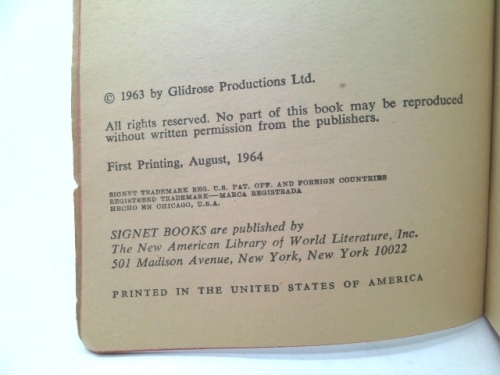 © 1963 by Glidrose Productions Ltd.
All rights reserved. No part of this book may be reproduced
without written permission from the publishers.
First Printing, August, 1964
SIGNET TRADEMARK REG. U.S. PAT. OFF. AND FOREIGN COUNTRIES
REGISTERED TRADEMARK—MARCA REGISTRADA
HECHO EN CHICAGO, U.S.A.
SIGNET BOOKS are published by
The New American Library of World Literature, Inc.
501 Madison Avenue, New York, New York 10022
PRINTED IN THE UNITED STATES OF AMERICA